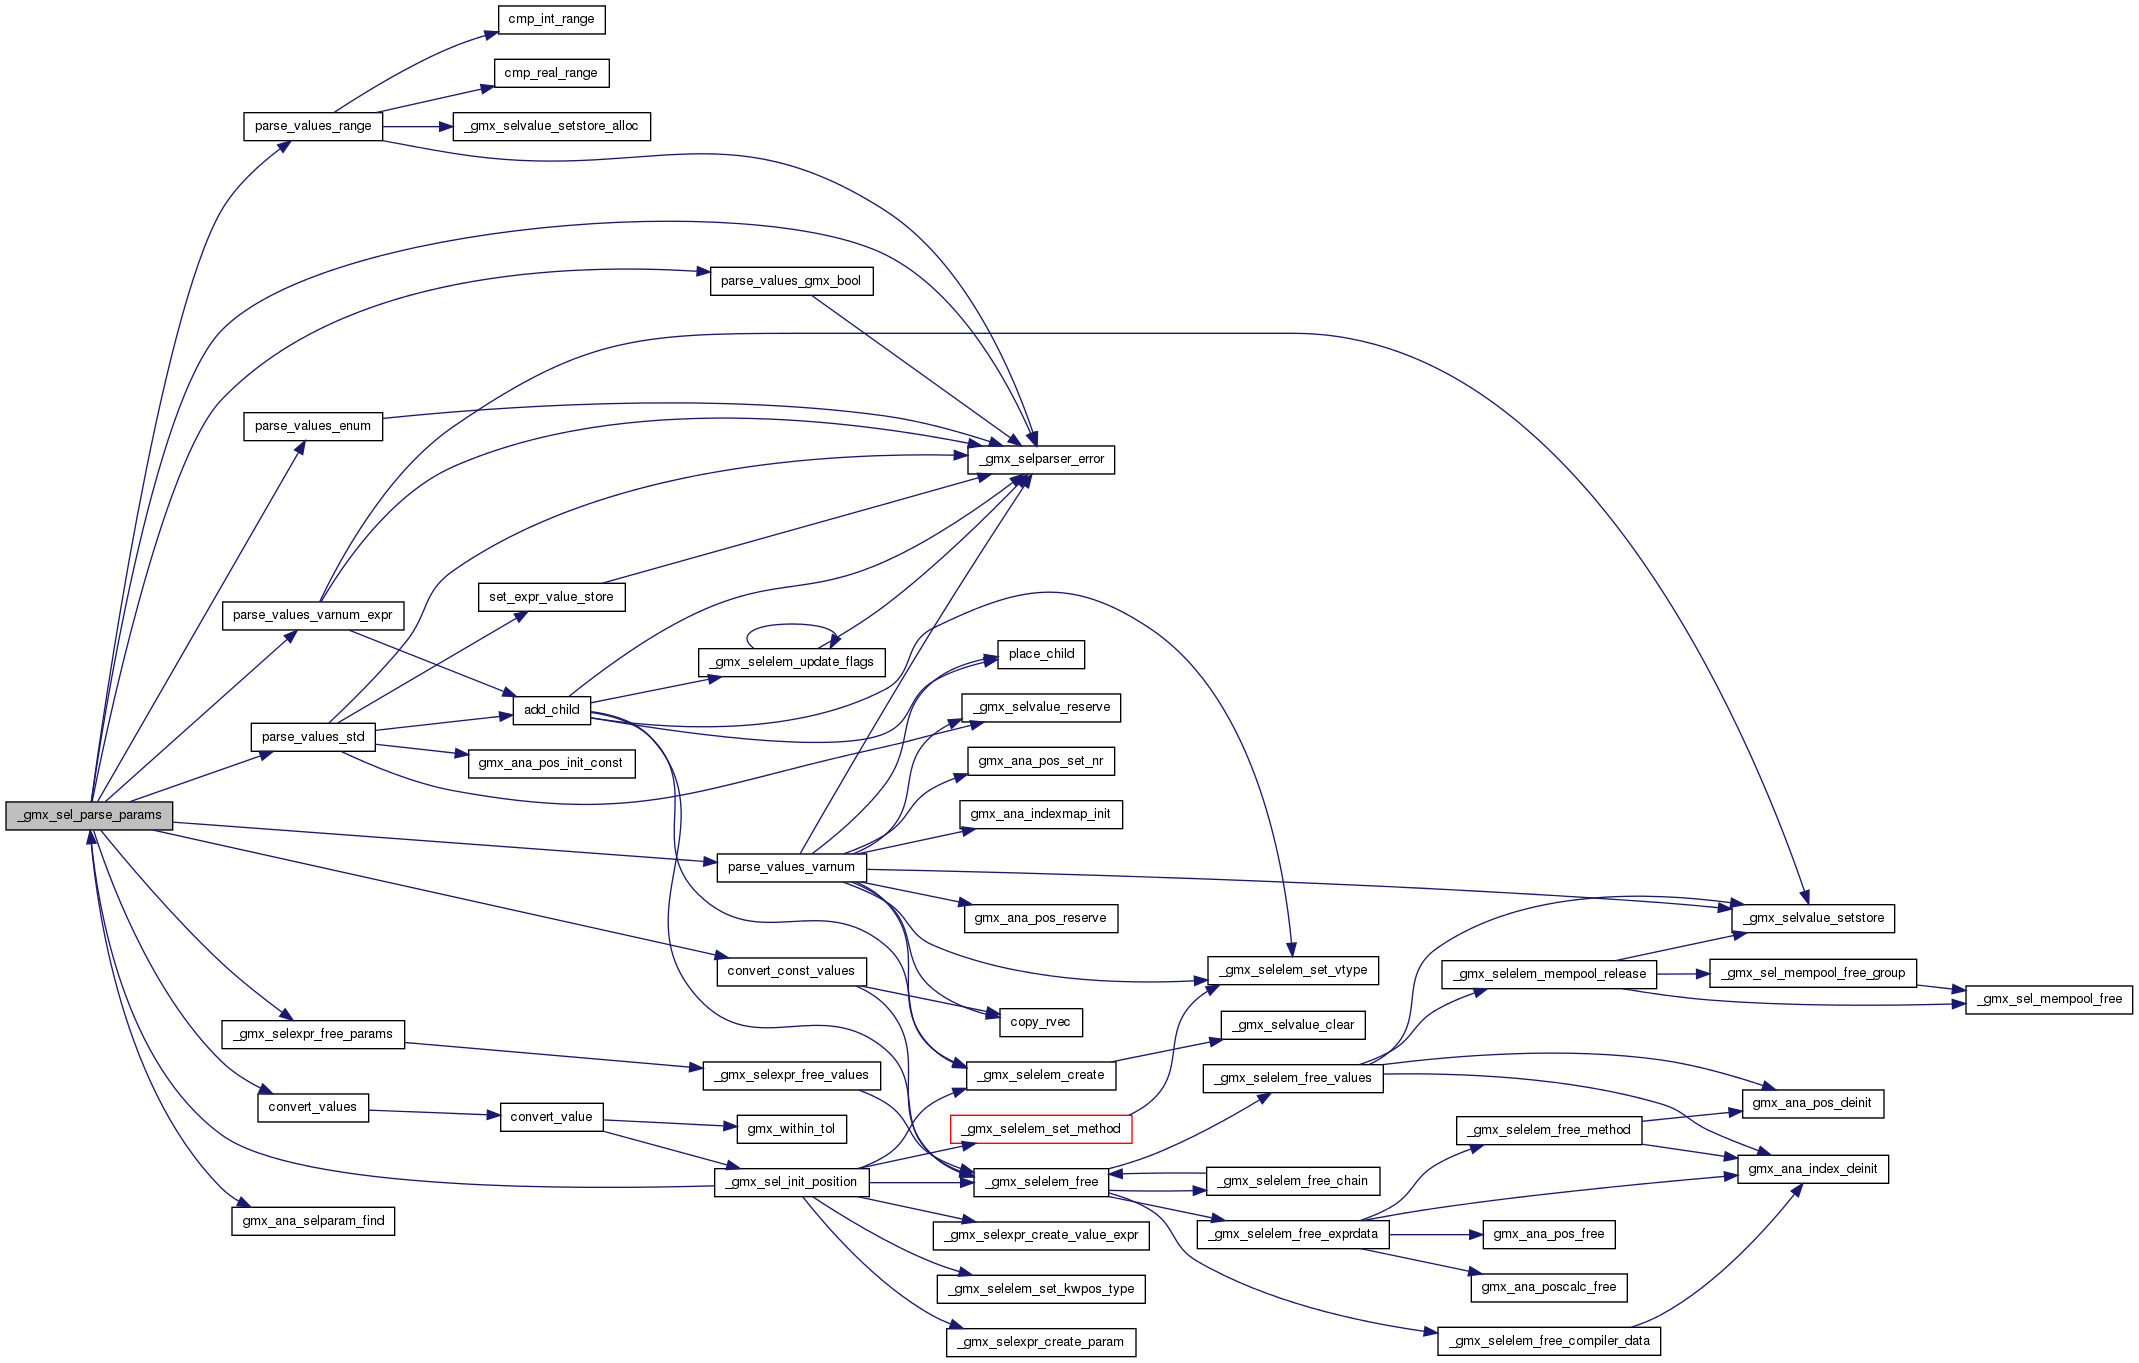 cmp_int_range
cmp_real_range
parse_values_range
_gmx_selvalue_setstore_alloc
parse_values_gmx_bool
parse_values_enum
_gmx_selparser_error
set_expr_value_store
parse_values_varnum_expr
place_child
_gmx_selelem_update_flags
add_child
_gmx_selvalue_reserve
parse_values_std
gmx_ana_pos_init_const
gmx_ana_pos_set_nr
_gmx_sel_parse_params
gmx_ana_indexmap_init
parse_values_varnum
gmx_ana_pos_reserve
_gmx_selvalue_setstore
convert_const_values
_gmx_selelem_set_vtype
_gmx_selelem_mempool_release
_gmx_sel_mempool_free_group
_gmx_sel_mempool_free
copy_rvec
_gmx_selvalue_clear
_gmx_selexpr_free_params
_gmx_selexpr_free_values
_gmx_selelem_create
_gmx_selelem_free_values
gmx_ana_pos_deinit
convert_values
convert_value
gmx_within_tol
_gmx_selelem_set_method
_gmx_selelem_free_method
gmx_ana_index_deinit
_gmx_sel_init_position
_gmx_selelem_free
_gmx_selelem_free_chain
gmx_ana_selparam_find
_gmx_selexpr_create_value_expr
_gmx_selelem_free_exprdata
gmx_ana_pos_free
_gmx_selelem_set_kwpos_type
gmx_ana_poscalc_free
_gmx_selexpr_create_param
_gmx_selelem_free_compiler_data